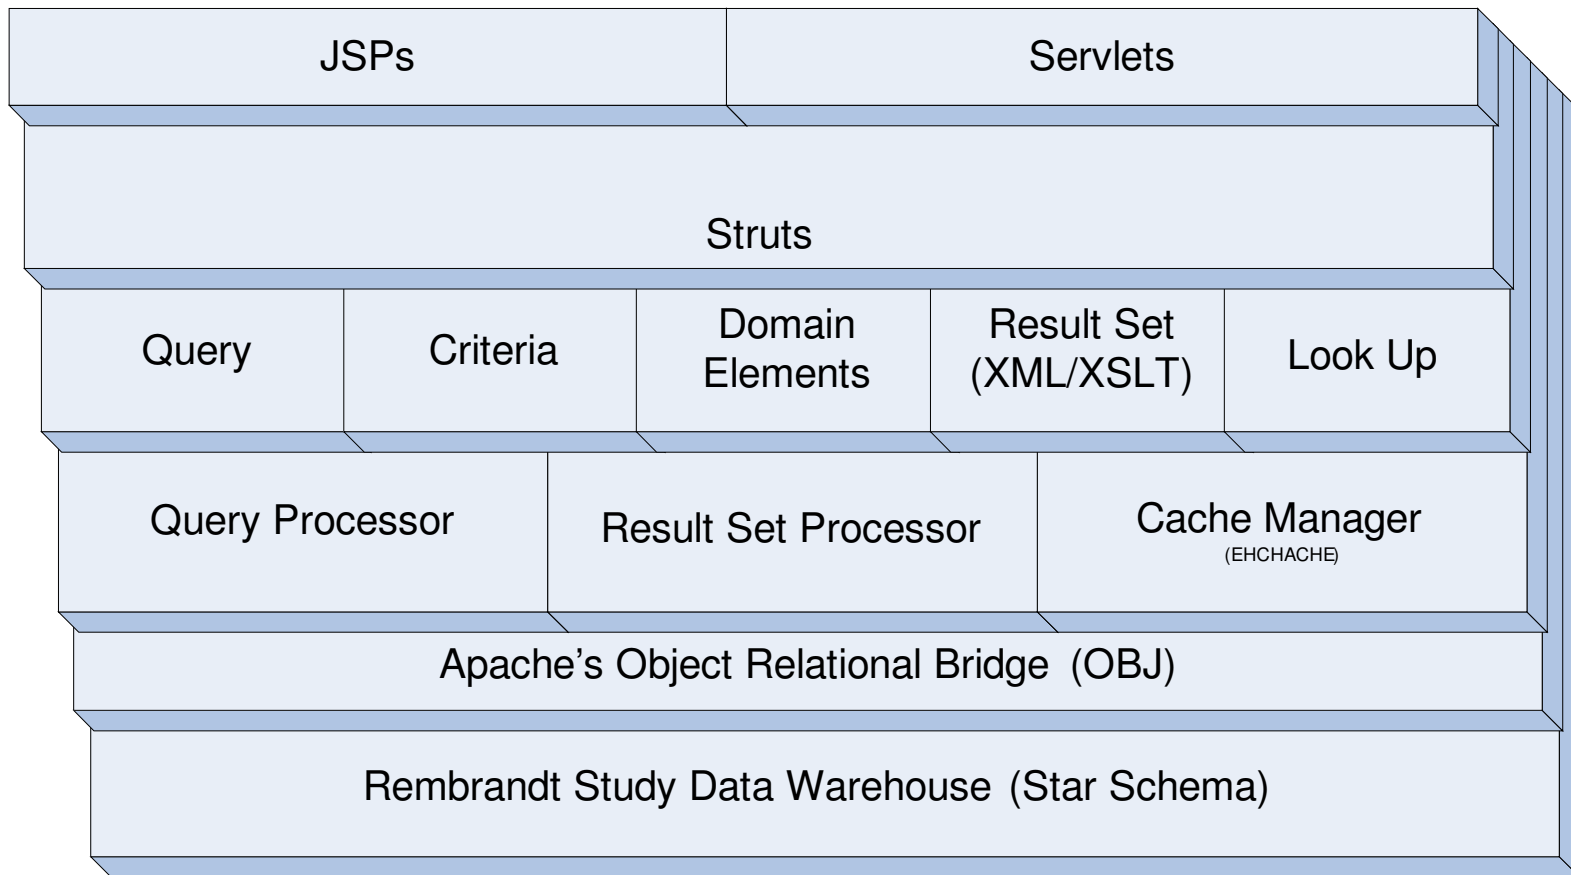 JSPs
Servlets
Struts
Query
Criteria
Domain
Elements
Result Set
(XML/XSLT)
Look Up
Query Processor
Result Set Processor
Cache Manager
(EHCHACHE)
Apache’s Object Relational Bridge (OBJ)
Rembrandt Study Data Warehouse (Star Schema)